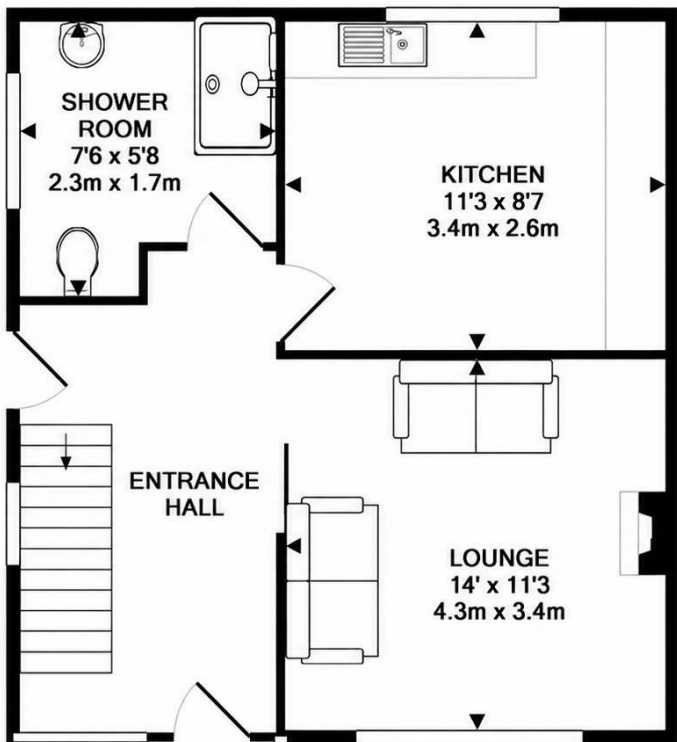 SHOWER
ROOM
7'6 x 5'8
2.3m x 1.7m
KITCHEN
11'3 x 8'7
3.4m x 2.6m
ENTRANCE
HALL
LOUNGE
14' x 11'3
4.3m x 3.4m